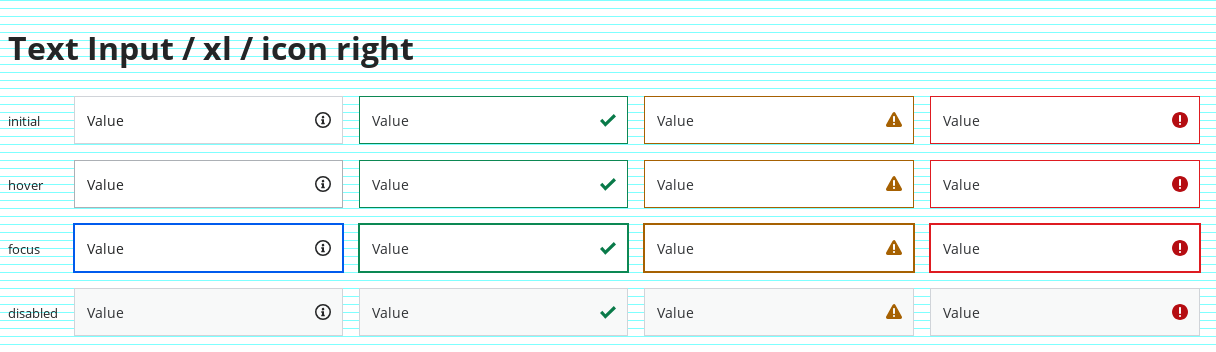 Text Input / xl / icon right
initial Value Value Value Value
hover Value Value Value Value
focus Value Value Value Value
disabled Value Value Value Value